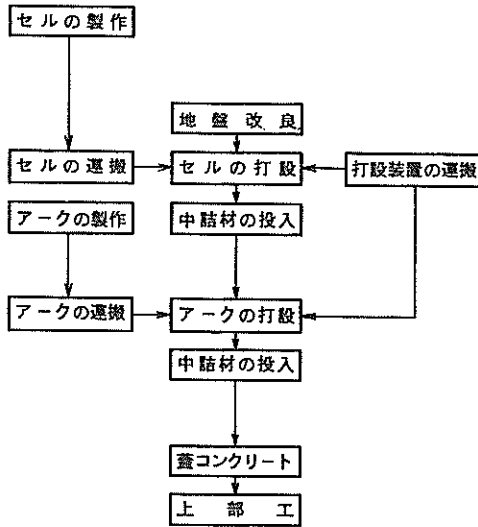 セルの製作
地盤改良
セルの運搬
セルの打設
打設装置の運搬
アークの製作
中詰材の投入
アークの運搬
アークの打設
中詰材の投入
蓋コンクリート
上部工